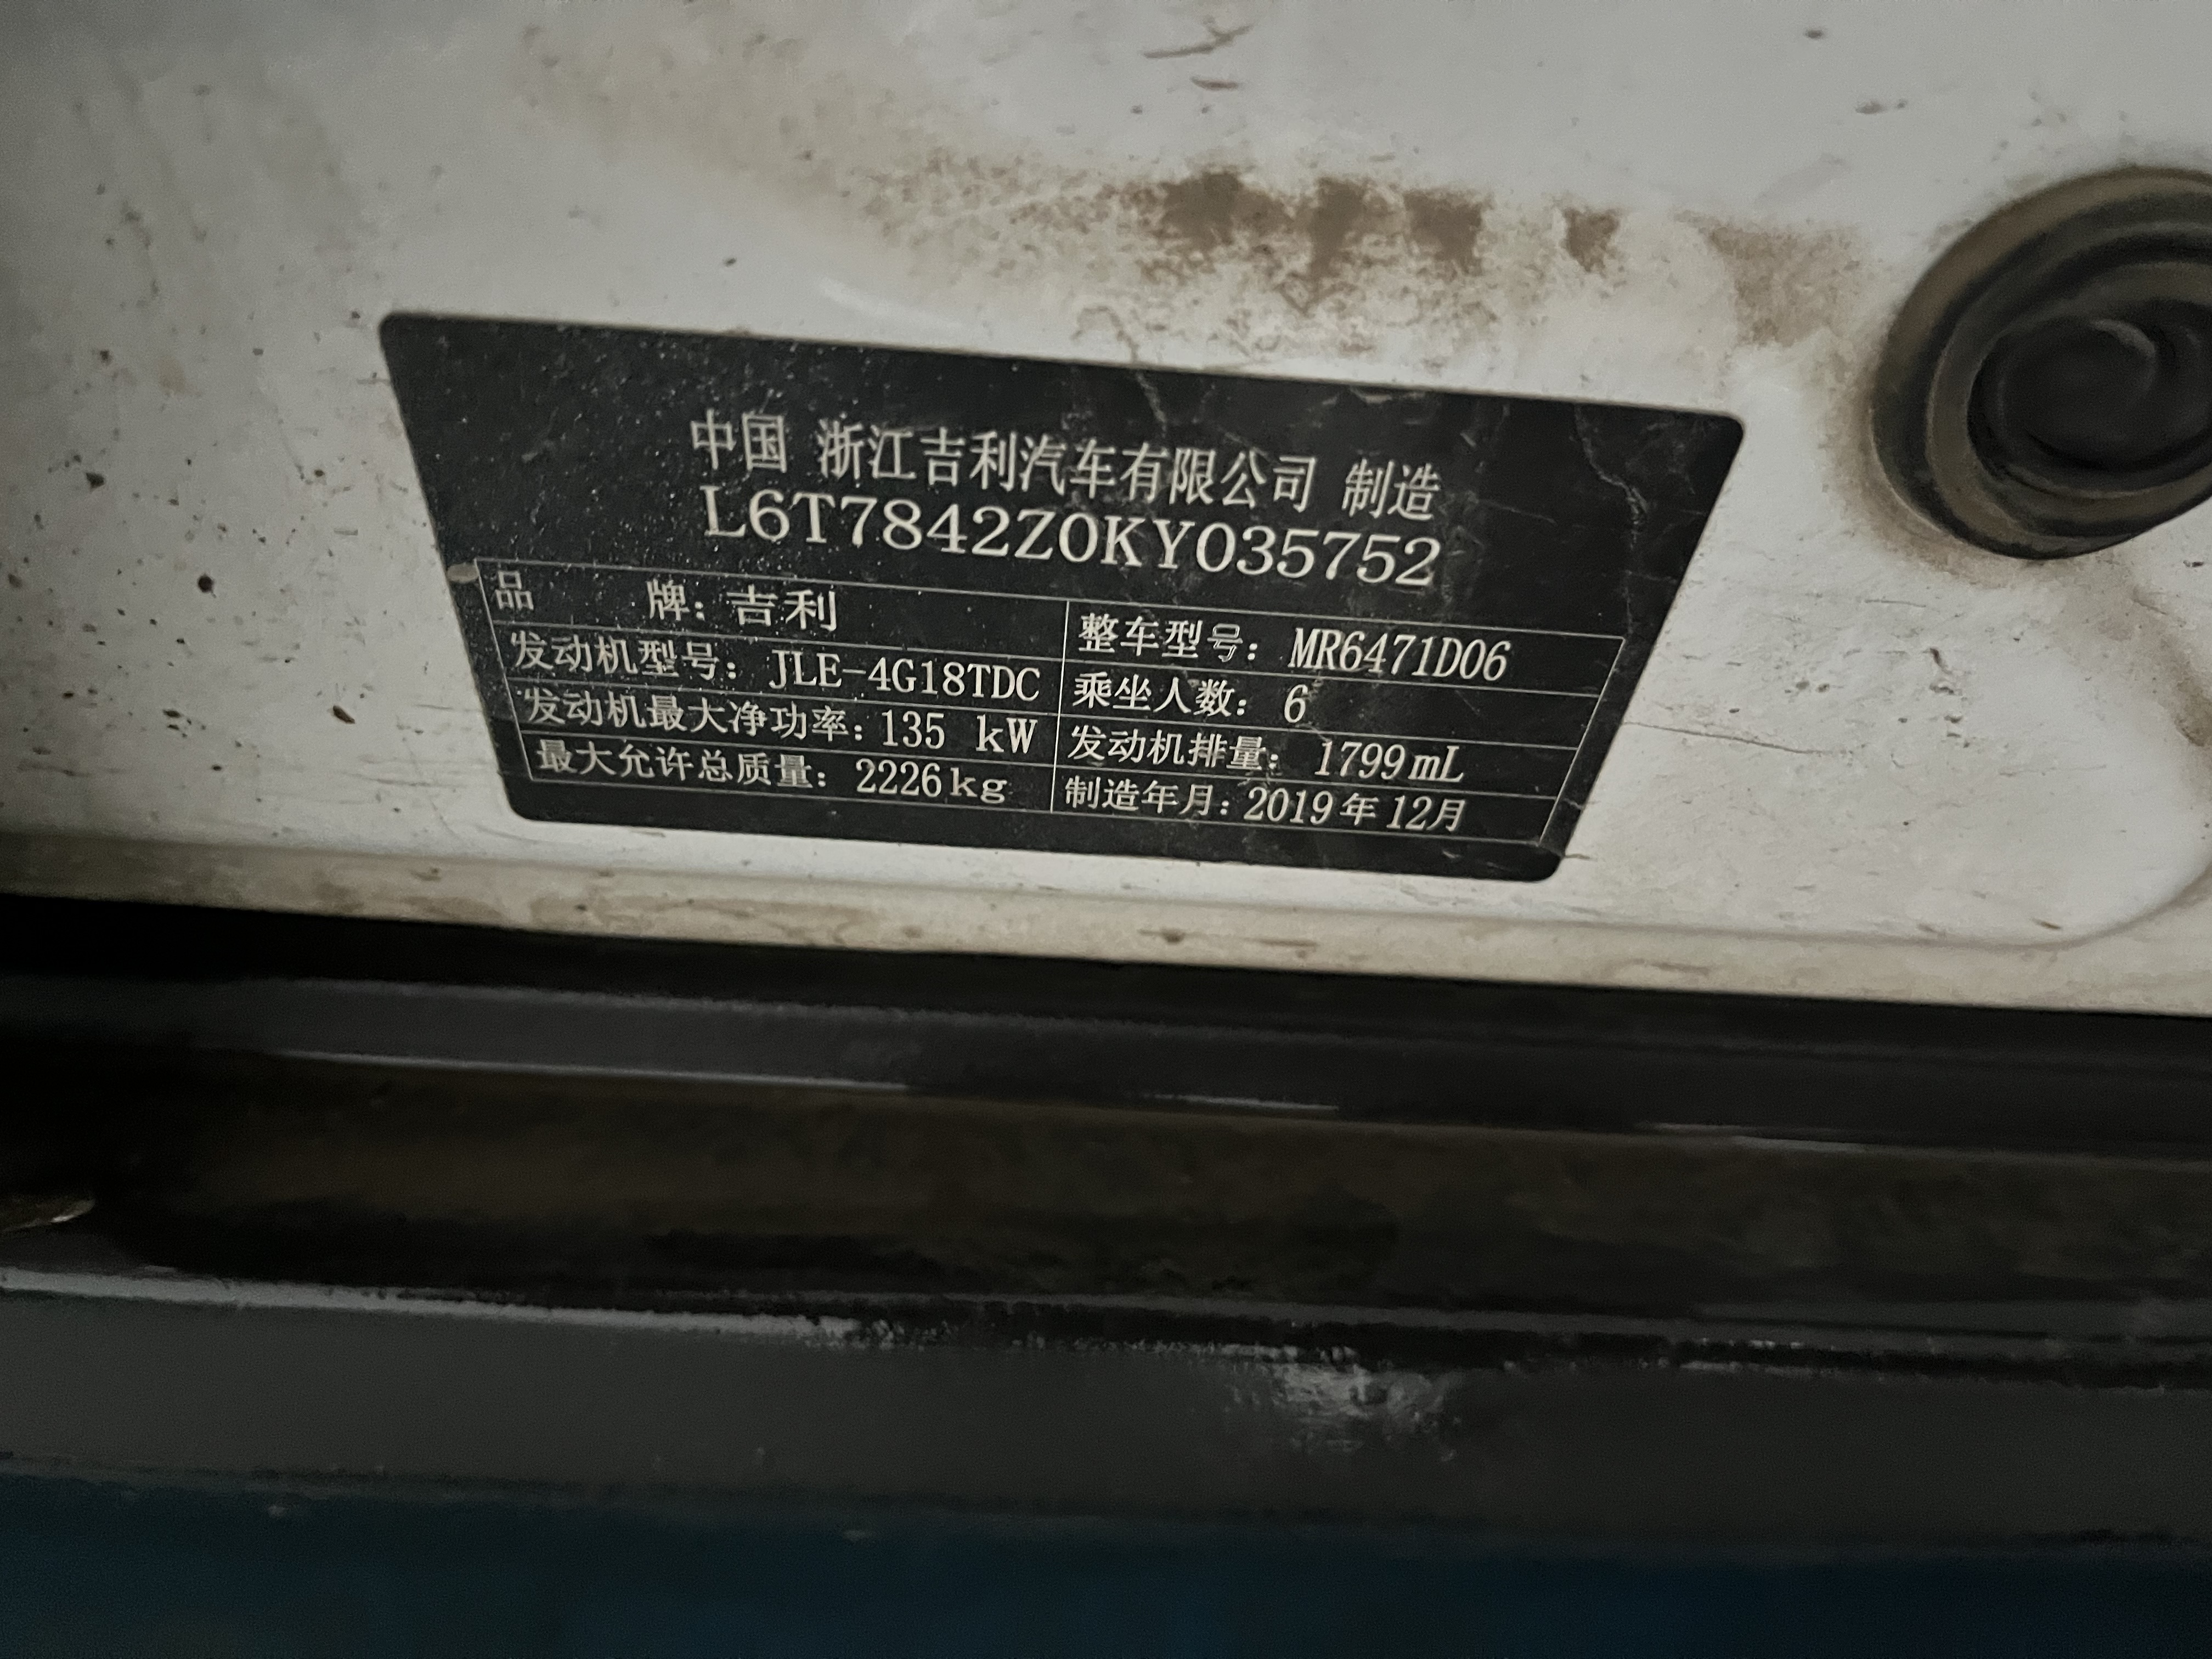 中国 浙江吉利汽车有限公司 制造
L6T7842Z0KY035752
品 牌：吉利
整车型号：MR6471D06
发动机型号：JLE-4G18TDC
乘坐人数：6
发动机最大净功率：135 kW
发动机排量：1799mL
最大允许总质量：2226kg
制造年月：2019年12月